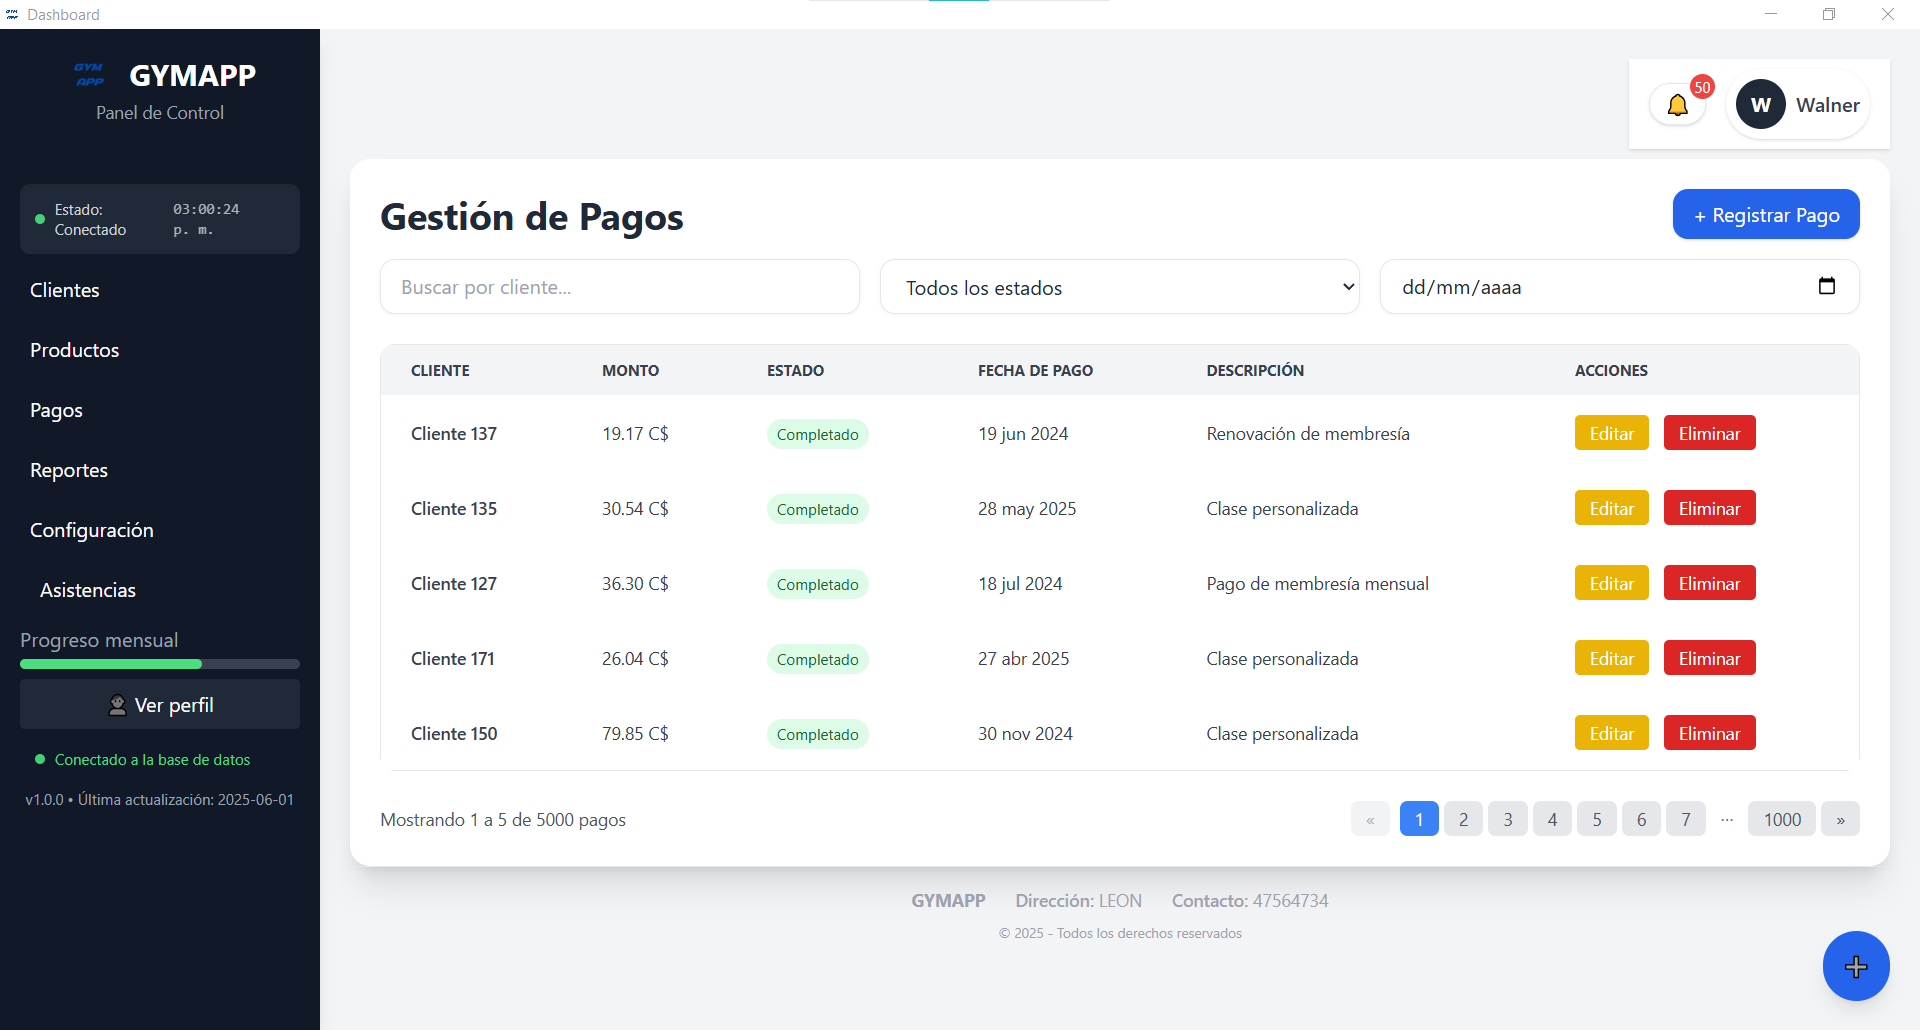 Dashboard
GYM APP
GYMAPP
Panel de Control
Estado: Conectado
03:00:24 p. m.
Clientes
Productos
Pagos
Reportes
Configuración
Asistencias
Progreso mensual
Ver perfil
Conectado a la base de datos
v1.0.0 • Última actualización: 2025-06-01
50
W Walner
Gestión de Pagos
+ Registrar Pago
Buscar por cliente...
Todos los estados
dd/mm/aaaa
CLIENTE MONTO ESTADO FECHA DE PAGO DESCRIPCIÓN ACCIONES
Cliente 137 19.17 C$ Completado 19 jun 2024 Renovación de membresía Editar Eliminar
Cliente 135 30.54 C$ Completado 28 may 2025 Clase personalizada Editar Eliminar
Cliente 127 36.30 C$ Completado 18 jul 2024 Pago de membresía mensual Editar Eliminar
Cliente 171 26.04 C$ Completado 27 abr 2025 Clase personalizada Editar Eliminar
Cliente 150 79.85 C$ Completado 30 nov 2024 Clase personalizada Editar Eliminar
Mostrando 1 a 5 de 5000 pagos
« 1 2 3 4 5 6 7 ... 1000 »
GYMAPP Dirección: LEON Contacto: 47564734
© 2025 - Todos los derechos reservados